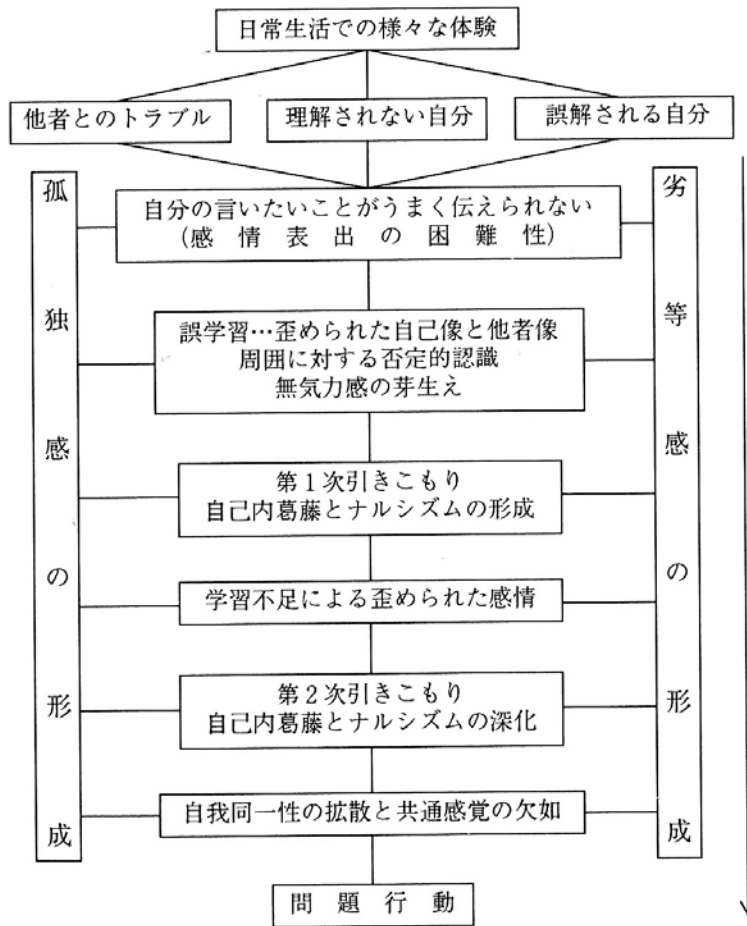 日常生活での様々な体験
他者とのトラブル
理解されない自分
誤解される自分
孤独感の形成
劣等感の形成
自分の言いたいことがうまく伝えられない
(感情表出の困難性)
誤学習…歪められた自己像と他者像
周囲に対する否定的認識
無気力感の芽生え
第1次引きこもり
自己内葛藤とナルシズムの形成
学習不足による歪められた感情
第2次引きこもり
自己内葛藤とナルシズムの深化
自我同一性の拡散と共通感覚の欠如
問題行動